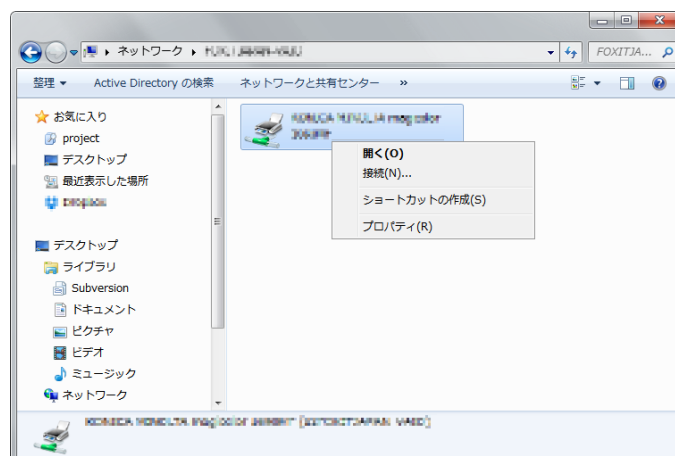 ネットワーク
FOXITJA...
整理 Active Directory の検索 ネットワークと共有センター »
お気に入り
project
デスクトップ
最近表示した場所
デスクトップ
ライブラリ
Subversion
ドキュメント
ピクチャ
ビデオ
ミュージック
ネットワーク
開く(O)
接続(N)...
ショートカットの作成(S)
プロパティ(R)